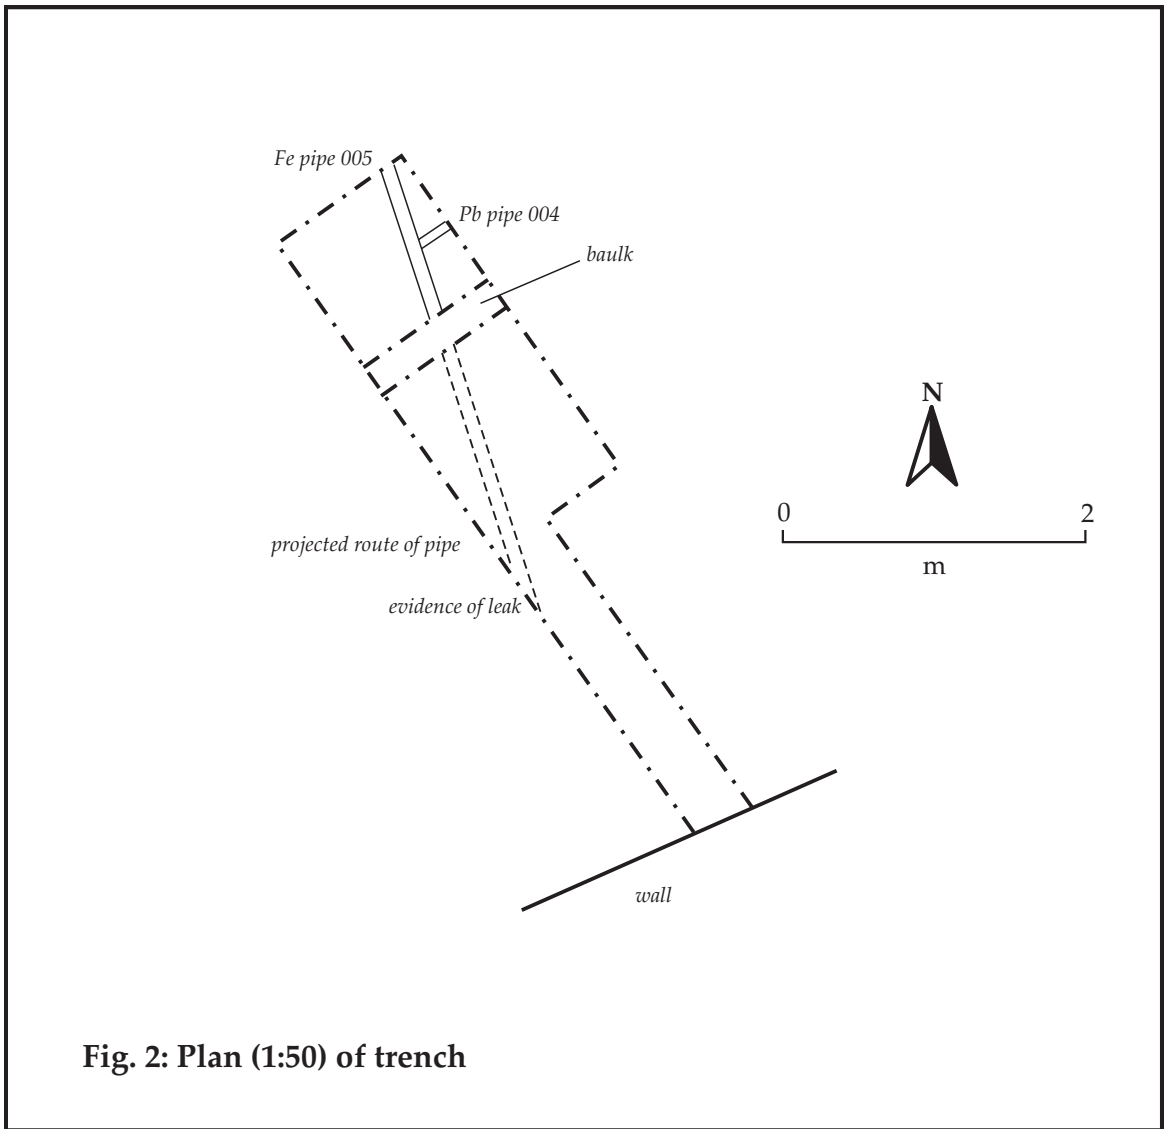 Fe pipe 005
Pb pipe 004
baulk
N
0 2
m
projected route of pipe
evidence of leak
wall
Fig. 2: Plan (1:50) of trench